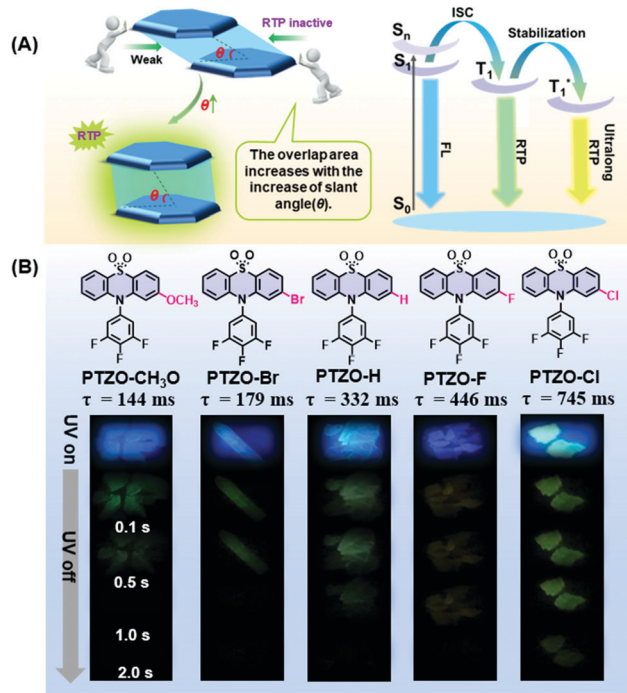 (A)
RTP inactive
Weak
θ
θ↑
RTP
θ
The overlap area
increases with the
increase of slant
angle(θ).
ISC
Stabilization
Sn
S1
T1
T1*
FL
RTP
Ultralong
RTP
S0
(B)
O O
S
N
OCH3
F F
F
O O
S
N
Br
F F
F
O O
S
N
H
F F
F
O O
S
N
F
F F
F
O O
S
N
Cl
F F
F
PTZO-CH3O PTZO-Br PTZO-H PTZO-F PTZO-Cl
τ = 144 ms τ = 179 ms τ = 332 ms τ = 446 ms τ = 745 ms
UV on
UV off
0.1 s
0.5 s
1.0 s
2.0 s